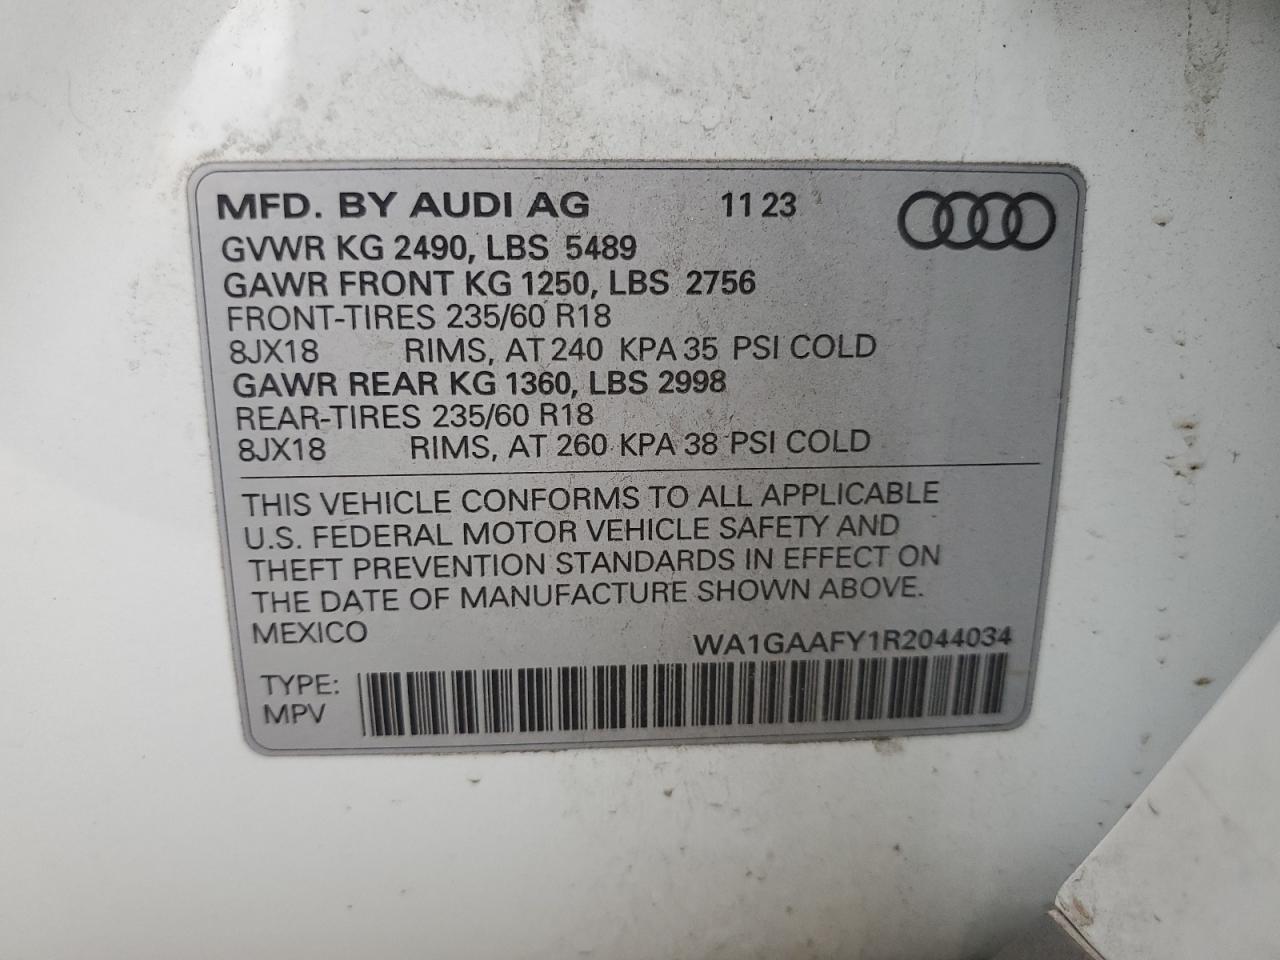 MFD. BY AUDI AG 11 23
GVWR KG 2490, LBS 5489
GAWR FRONT KG 1250, LBS 2756
FRONT-TIRES 235/60 R18
8JX18 RIMS, AT 240 KPA 35 PSI COLD
GAWR REAR KG 1360, LBS 2998
REAR-TIRES 235/60 R18
8JX18 RIMS, AT 260 KPA 38 PSI COLD
THIS VEHICLE CONFORMS TO ALL APPLICABLE
U.S. FEDERAL MOTOR VEHICLE SAFETY AND
THEFT PREVENTION STANDARDS IN EFFECT ON
THE DATE OF MANUFACTURE SHOWN ABOVE.
MEXICO WA1GAAFY1R2044034
TYPE:
MPV